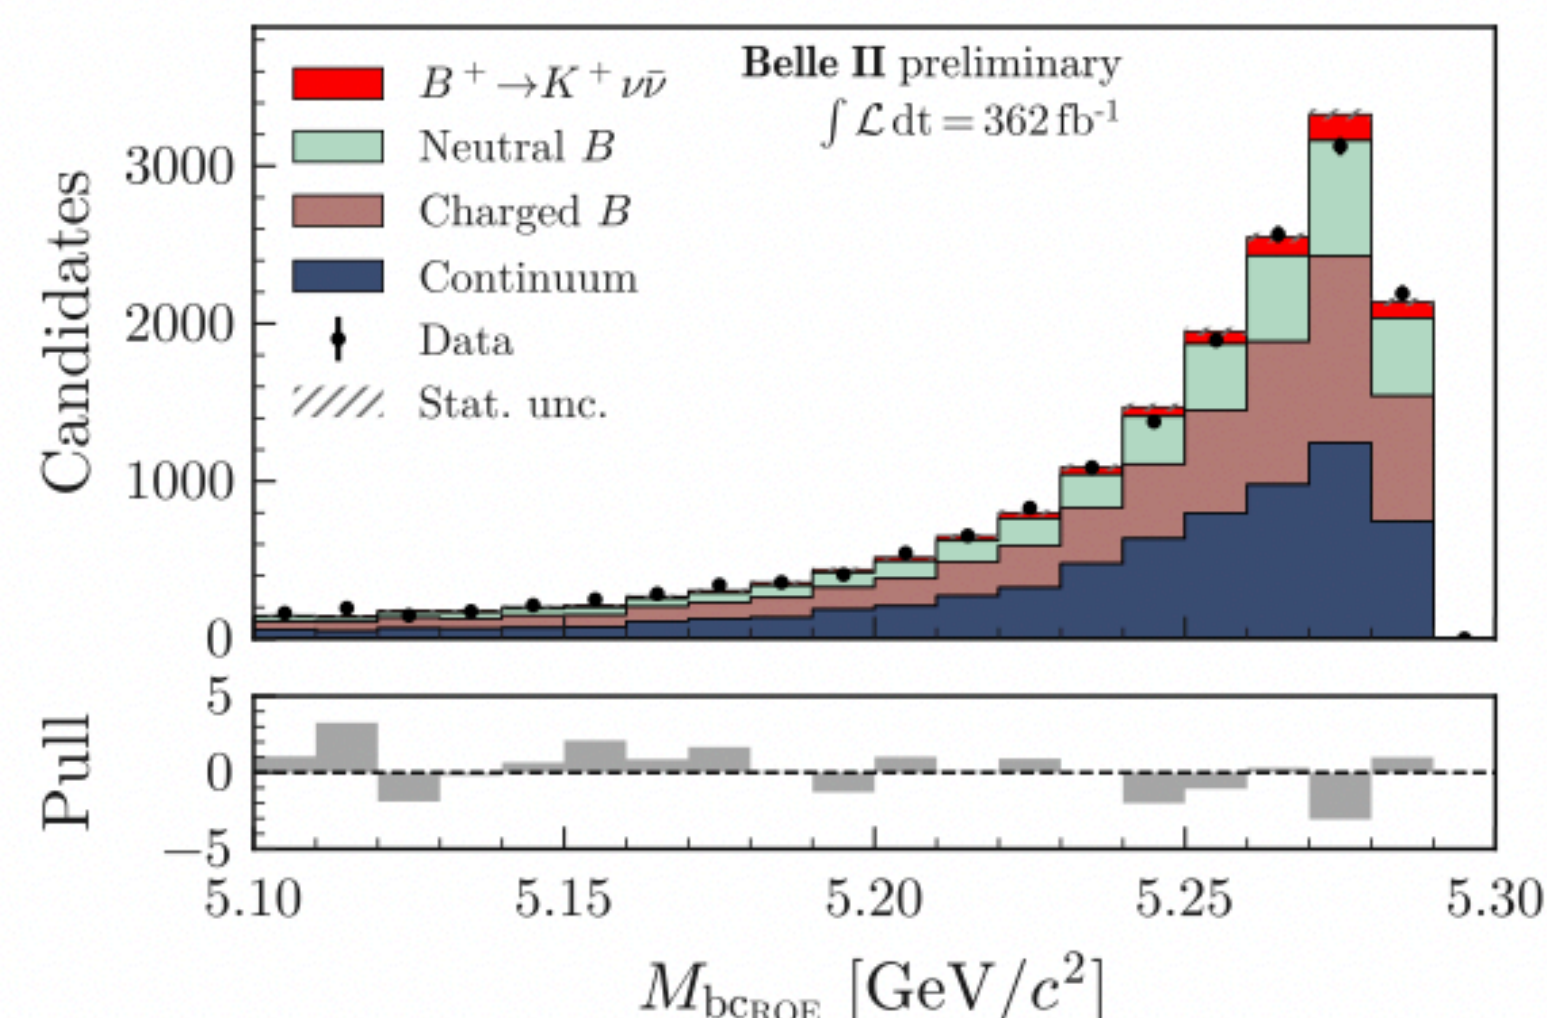 Belle II preliminary
∫ ℒ dt = 362 fb⁻¹
B⁺→K⁺νν̄
Neutral B
Charged B
Continuum
Data
Stat. unc.
Candidates
3000
2000
1000
0
Pull
5
0
−5
5.10 5.15 5.20 5.25 5.30
M_bc_ROE [GeV/c²]